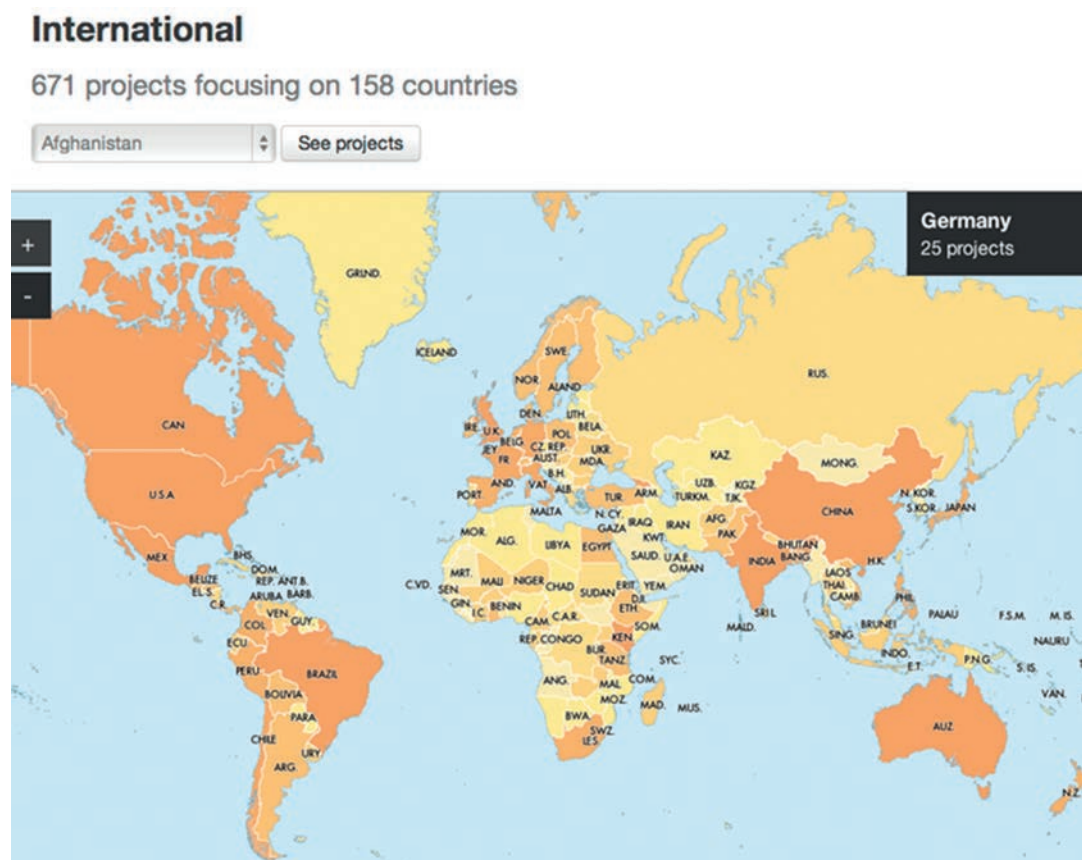 International
671 projects focusing on 158 countries
Afghanistan
See projects
Germany
25 projects
+
-
GRLND.
ICELAND
SWE.
NOR.
ALAND
RUS.
CAN
DEN.
LITH.
IRE.
U.K.
BELG
POL
BELA.
JEY
CZ. REP.
UKR.
KAZ.
FR
AUST.
MDA
MONG.
U.S.A
B.H.
UZB.
KGZ
AND.
VAT
ALB.
TURKM.
TJK.
N. KOR.
PORT.
TUR.
ARM.
S.KOR.
JAPAN
MALTA
N. CY.
CHINA
GAZA
IRAQ
IRAN
AFG.
MOR.
ALG.
LIBYA
EGYPT
KWT.
PAK.
BHUTAN
MEX
BHS.
SAUD.
U.A.E.
BANG.
INDIA
H.K.
DOM.
OMAN
BELIZE
REP.
ANT.B.
MRT.
LAOS
EL-S.
ARUBA
BARB.
C.VD.
SEN.
MALI
NIGER
CHAD
SUDAN
ERIT.
YEM.
THAI.
CAMB.
PHIL.
C.R.
VEN.
GUY.
GIN.
I.C.
BENIN
DJI.
ETH.
SRI L.
PALAU
F.S.M.
M. IS.
COL.
CAM.
C.A.R.
SOM.
MALD.
BRUNEI
ECU.
REP.
CONGO
KEN.
SING.
NAURU
BUR.
INDO.
PERU
BRAZIL
TANZ.
SYC.
E.T.
P.N.G.
S. IS.
ANG.
MAL
COM.
BOLIVIA
MOZ.
VAN.
PARA
BWA.
MAD.
MUS.
SWZ.
AUZ
CHILE
LES.
URY.
ARG.
N.Z.